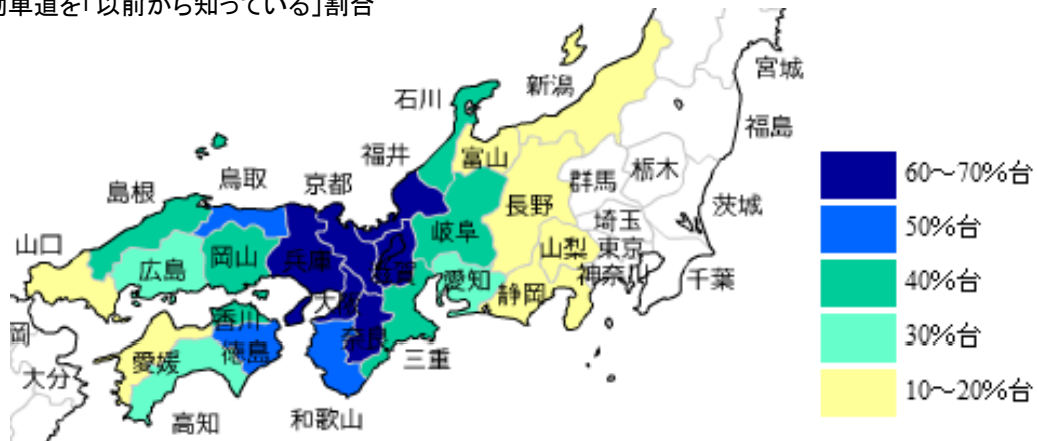 動車道を「以前から知っている」割合
宮城
新潟
石川
福島
福井
富山
栃木
群馬
鳥取
京都
島根
長野
茨城
埼玉
岐阜
山口
山梨
東京
岡山
兵庫
滋賀
広島
愛知
神奈川
千葉
静岡
大阪
香川
岡
奈良
徳島
愛媛
三重
大分
高知
和歌山
60～70%台
50%台
40%台
30%台
10～20%台